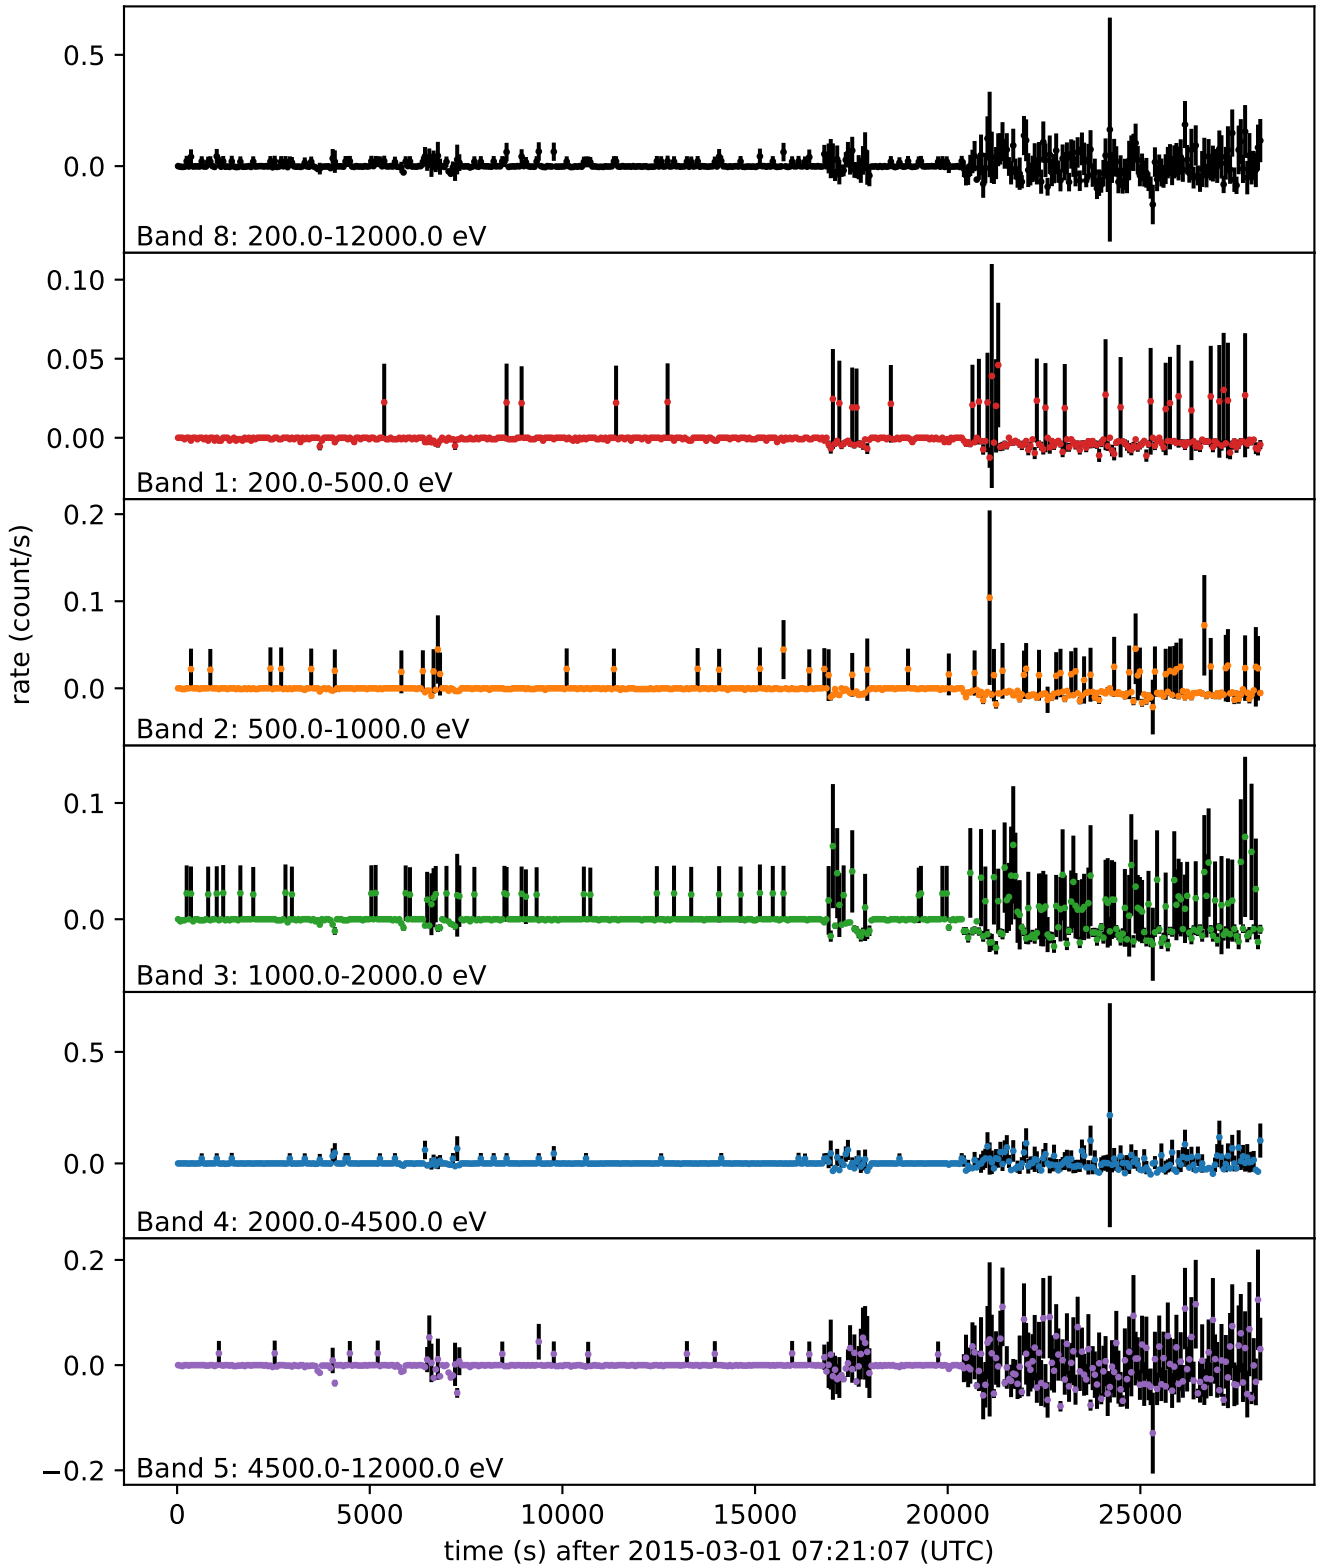 0.5
0.0
Band 8: 200.0-12000.0 eV
0.10
0.05
0.00
Band 1: 200.0-500.0 eV
0.2
0.1
0.0
Band 2: 500.0-1000.0 eV
rate (count/s)
0.1
0.0
Band 3: 1000.0-2000.0 eV
0.5
0.0
Band 4: 2000.0-4500.0 eV
0.2
0.0
−0.2
Band 5: 4500.0-12000.0 eV
0 5000 10000 15000 20000 25000
time (s) after 2015-03-01 07:21:07 (UTC)